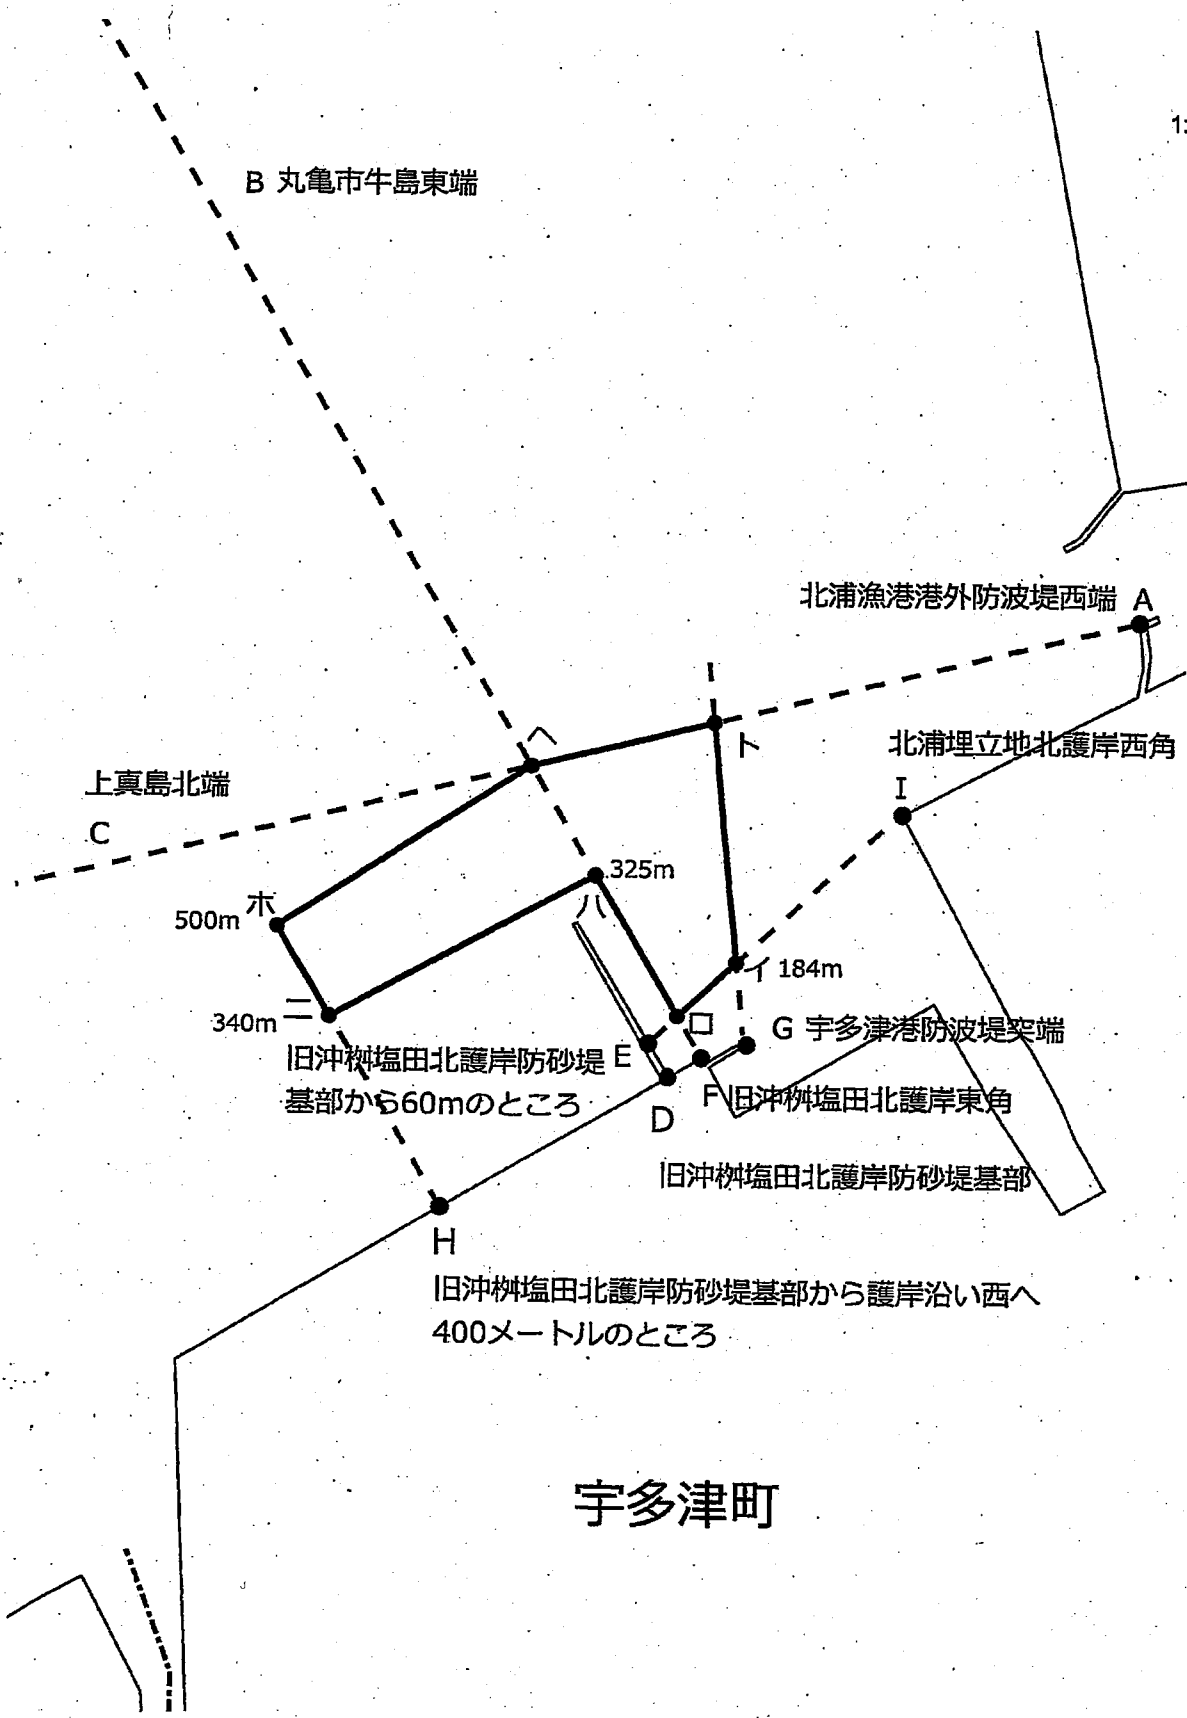 1:
B 丸亀市牛島東端
北浦漁港港外防波堤西端 A
ヘ
ト
北浦埋立地北護岸西角
I
上真島北端
C
325m
ハ
ホ
500m
イ 184m
ニ
340m
ロ
G 宇多津港防波堤突端
旧沖桝塩田北護岸防砂堤 E
基部から60mのところ
F 旧沖桝塩田北護岸東角
D
旧沖桝塩田北護岸防砂堤基部
H
旧沖桝塩田北護岸防砂堤基部から護岸沿い西へ
400メートルのところ
宇多津町